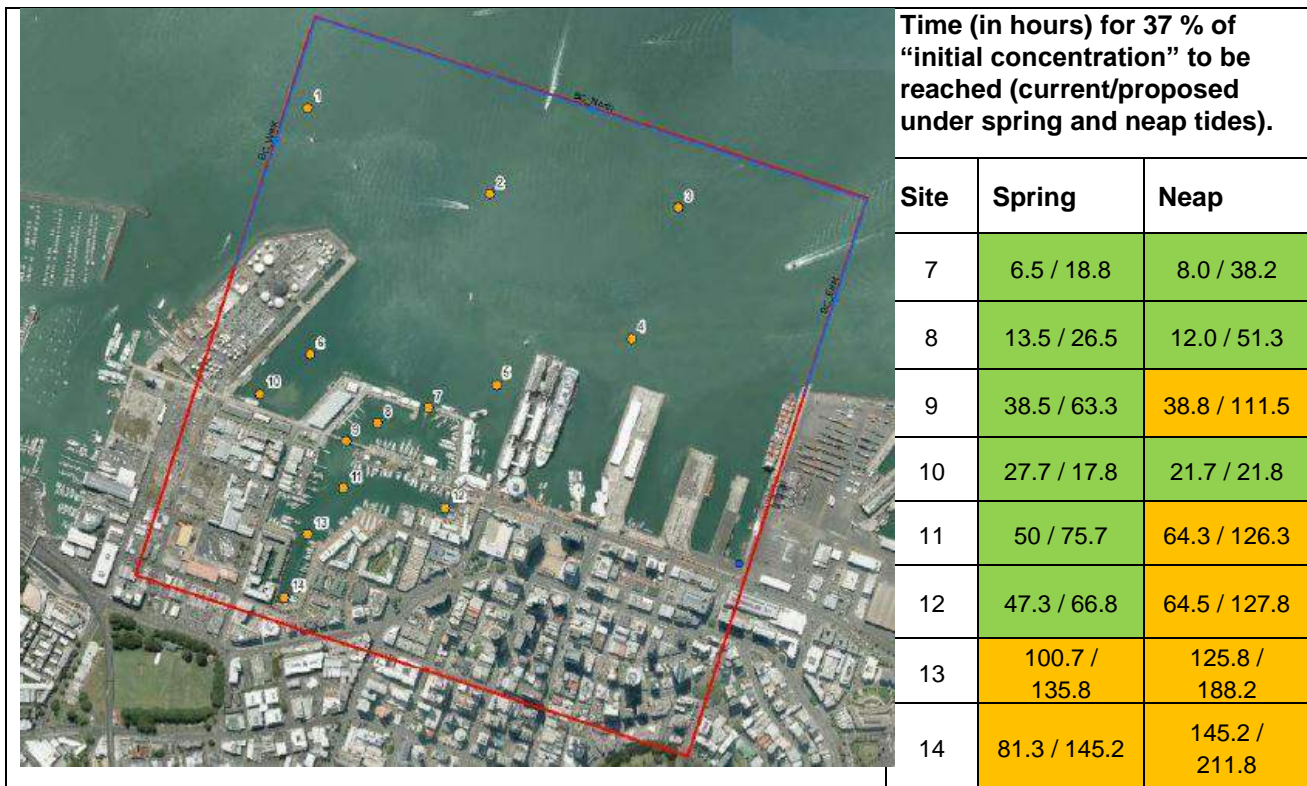 Time (in hours) for 37 % of
“initial concentration” to be
reached (current/proposed
under spring and neap tides).
Site Spring Neap
7 6.5 / 18.8 8.0 / 38.2
8 13.5 / 26.5 12.0 / 51.3
9 38.5 / 63.3 38.8 / 111.5
10 27.7 / 17.8 21.7 / 21.8
11 50 / 75.7 64.3 / 126.3
12 47.3 / 66.8 64.5 / 127.8
13 100.7 / 135.8 125.8 / 188.2
14 81.3 / 145.2 145.2 / 211.8
1
2
3
4
5
6
7
8
9
10
11
12
13
14
BC_North
BC_East